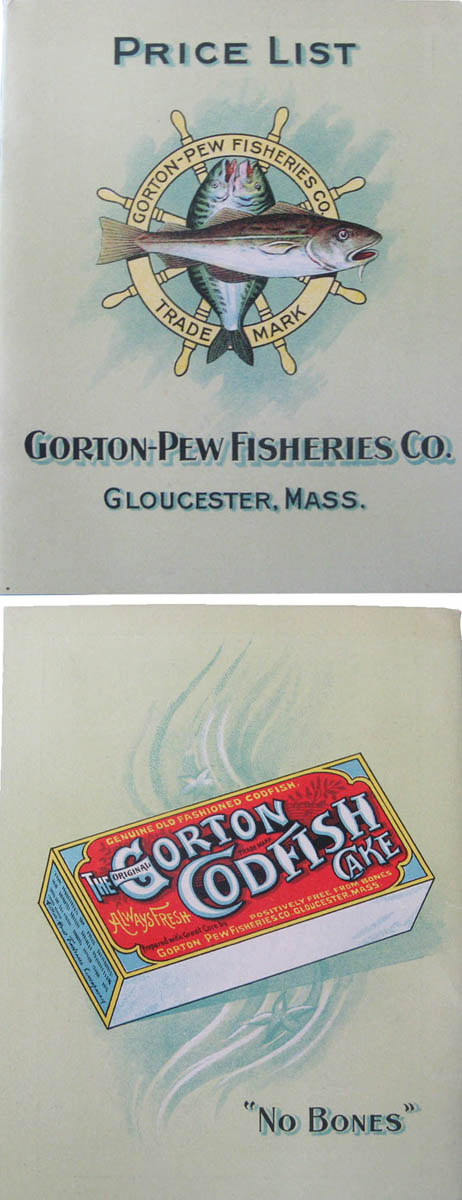 PRICE LIST
GORTON-PEW FISHERIES CO.
TRADE MARK
GORTON-PEW FISHERIES CO.
GLOUCESTER, MASS.
GENUINE OLD FASHIONED CODFISH.
THE ORIGINAL GORTON
TRADE MARK
CODFISH
CAKE
ALWAYS FRESH
POSITIVELY FREE FROM BONES
Prepared with Great Care by
GORTON PEW FISHERIES CO. GLOUCESTER, MASS.
"NO BONES"